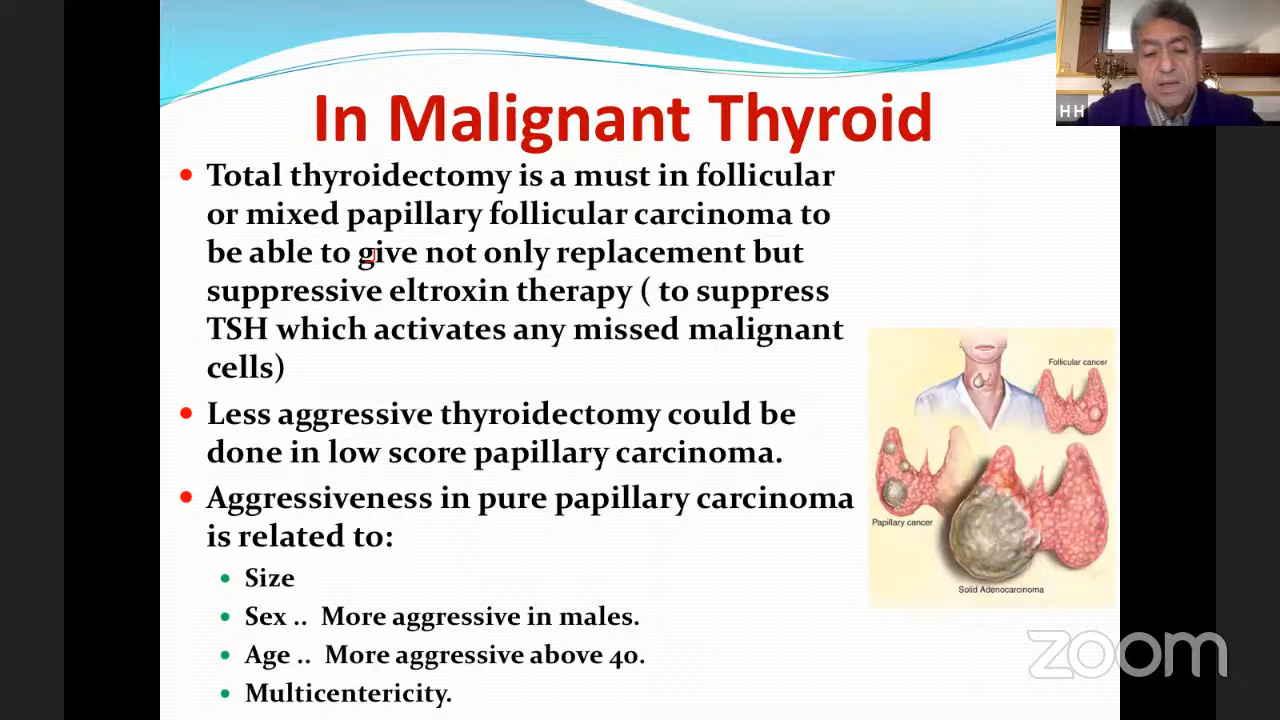 In Malignant Thyroid
H H
Total thyroidectomy is a must in follicular
or mixed papillary follicular carcinoma to
be able to give not only replacement but
suppressive eltroxin therapy ( to suppress
TSH which activates any missed malignant
cells)
Less aggressive thyroidectomy could be
done in low score papillary carcinoma.
Aggressiveness in pure papillary carcinoma
is related to:
Size
Sex .. More aggressive in males.
Age .. More aggressive above 40.
Multicentericity.
Follicular cancer
Papillary cancer
Solid Adenocarcinoma
zoom